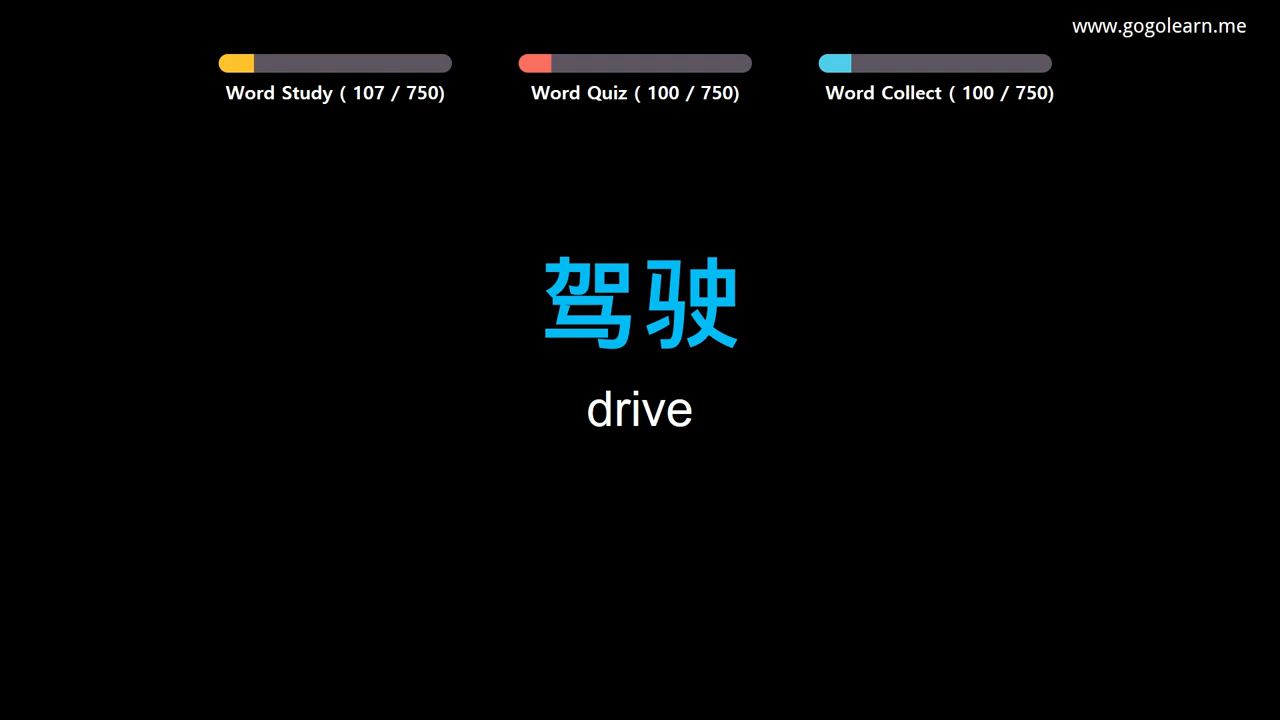 www.gogolearn.me
Word Study ( 107 / 750)
Word Quiz ( 100 / 750)
Word Collect ( 100 / 750)
驾驶
drive